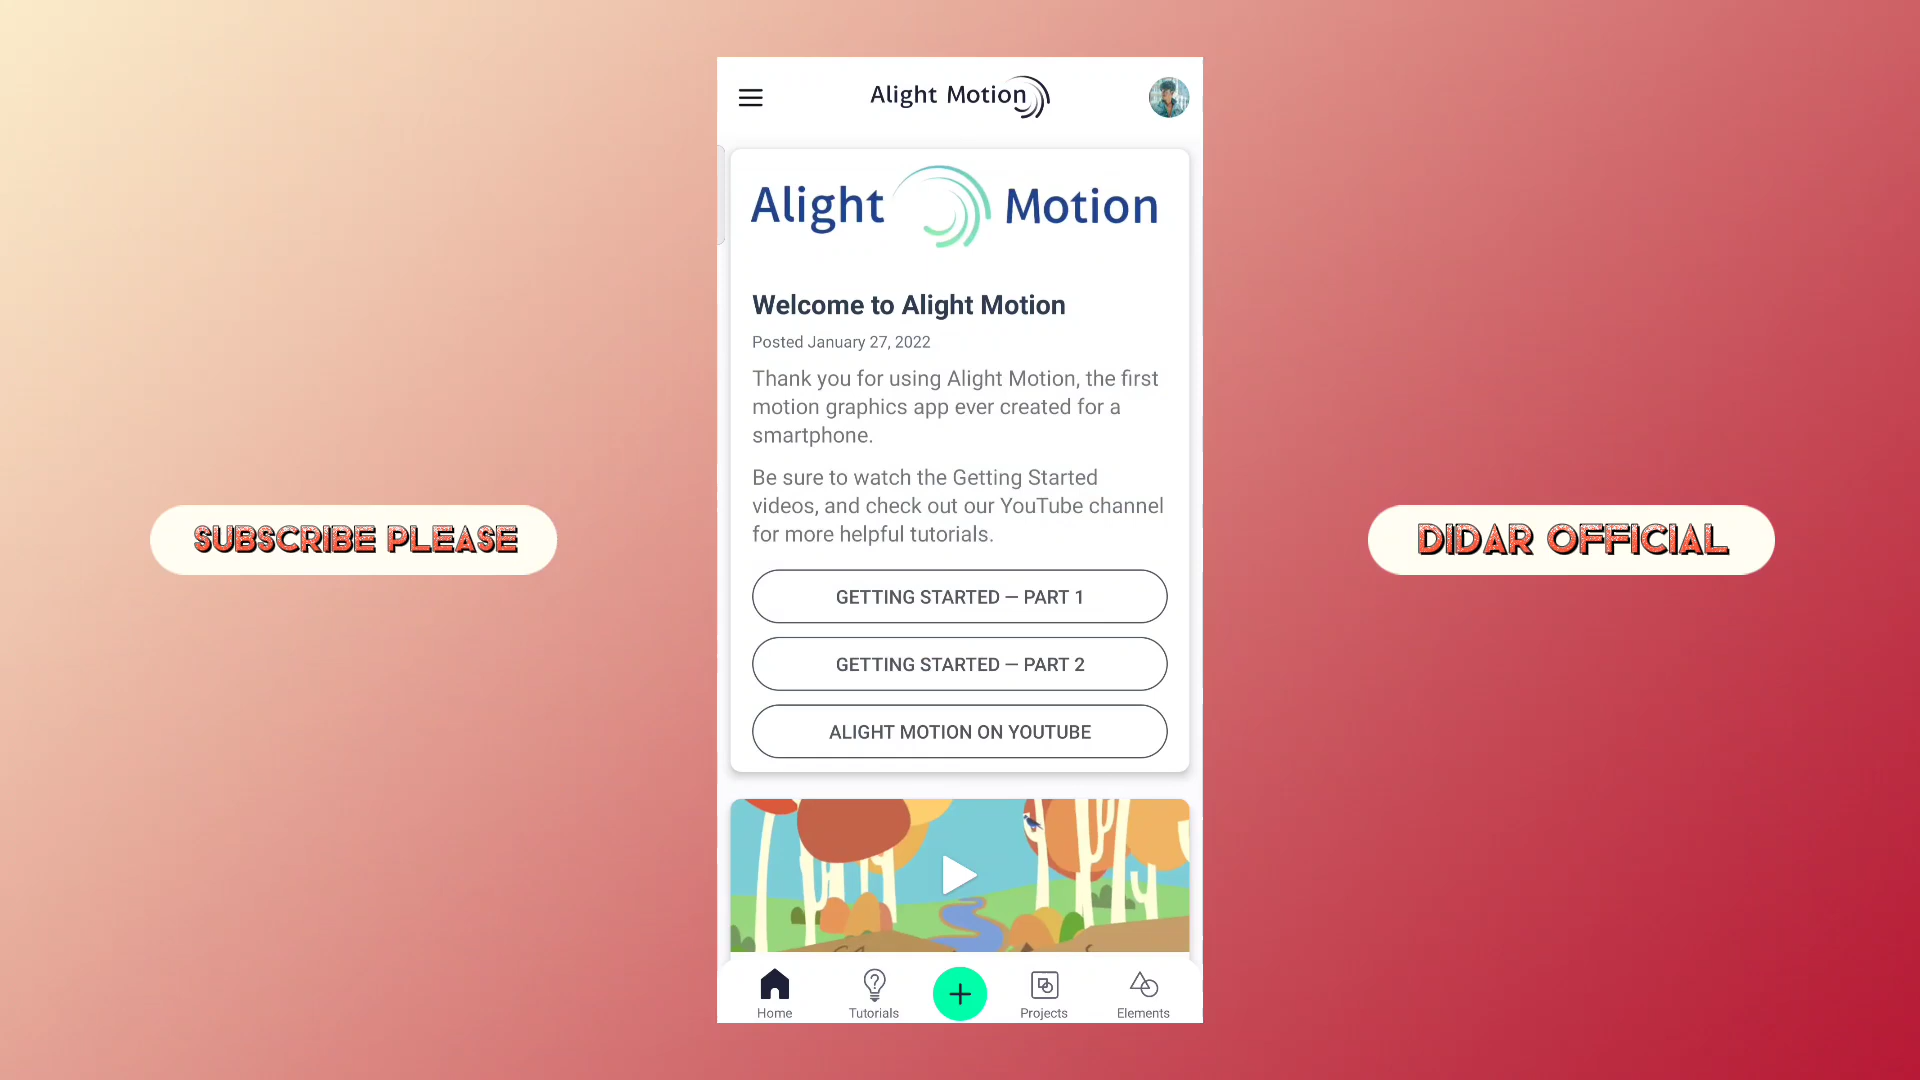 Alight Motion
Alight Motion
Welcome to Alight Motion
Posted January 27, 2022
Thank you for using Alight Motion, the first
motion graphics app ever created for a
smartphone.
Be sure to watch the Getting Started
videos, and check out our YouTube channel
for more helpful tutorials.
SUBSCRIBE PLEASE
DIDAR OFFICIAL
GETTING STARTED — PART 1
GETTING STARTED — PART 2
ALIGHT MOTION ON YOUTUBE
Home
Tutorials
Projects
Elements